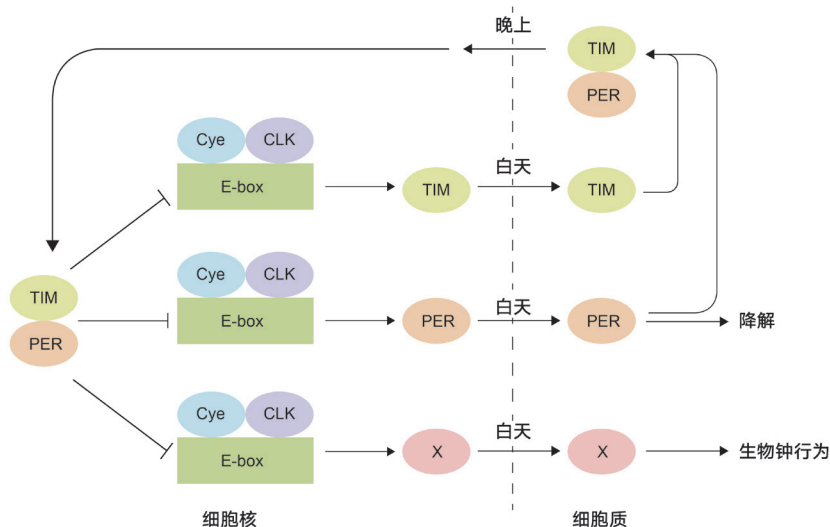 晚上
TIM
PER
Cye CLK
E-box
TIM
白天
TIM
TIM
PER
Cye CLK
E-box
PER
白天
PER
降解
Cye CLK
E-box
X
白天
X
生物钟行为
细胞核
细胞质